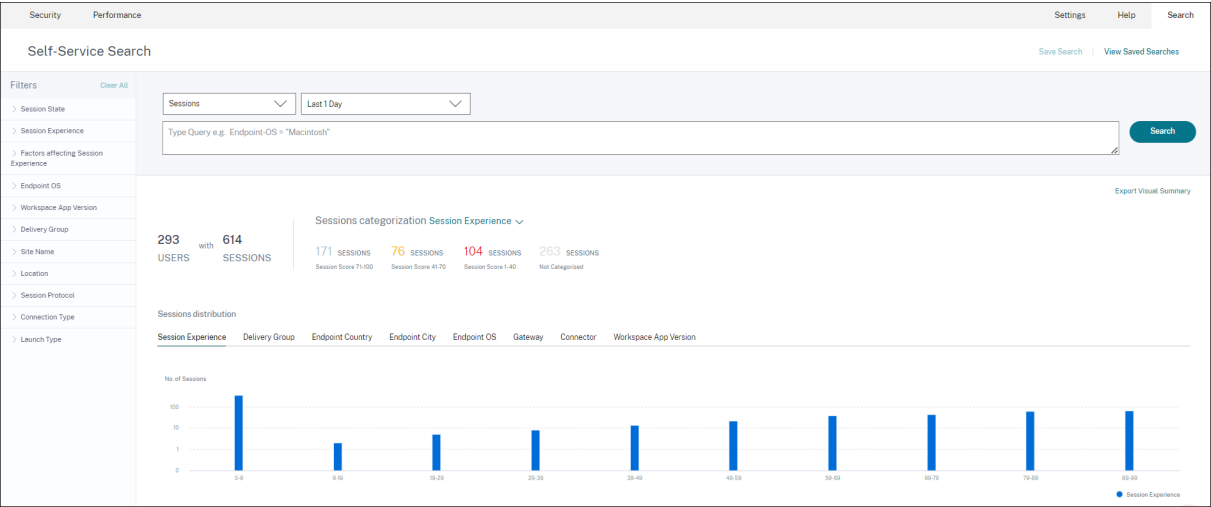 Security Performance Settings Help Search
Self-Service Search Save Search View Saved Searches
Filters Clear All
Session State
Session Experience
Factors affecting Session
Experience
Endpoint OS
Workspace App Version
Delivery Group
Site Name
Location
Session Protocol
Connection Type
Launch Type
Sessions Last 1 Day
Type Query e.g. Endpoint-OS = "Macintosh"
Search
Export Visual Summary
293 with 614
USERS SESSIONS
Sessions categorization Session Experience
171 SESSIONS 76 SESSIONS 104 SESSIONS 263 SESSIONS
Session Score 71-100 Session Score 41-70 Session Score 1-40 Not Categorized
Sessions distribution
Session Experience Delivery Group Endpoint Country Endpoint City Endpoint OS Gateway Connector Workspace App Version
No. of Sessions
100
10
1
0
0-9 9-19 19-29 29-39 39-49 49-59 59-69 69-79 79-89 89-99
Session Experience